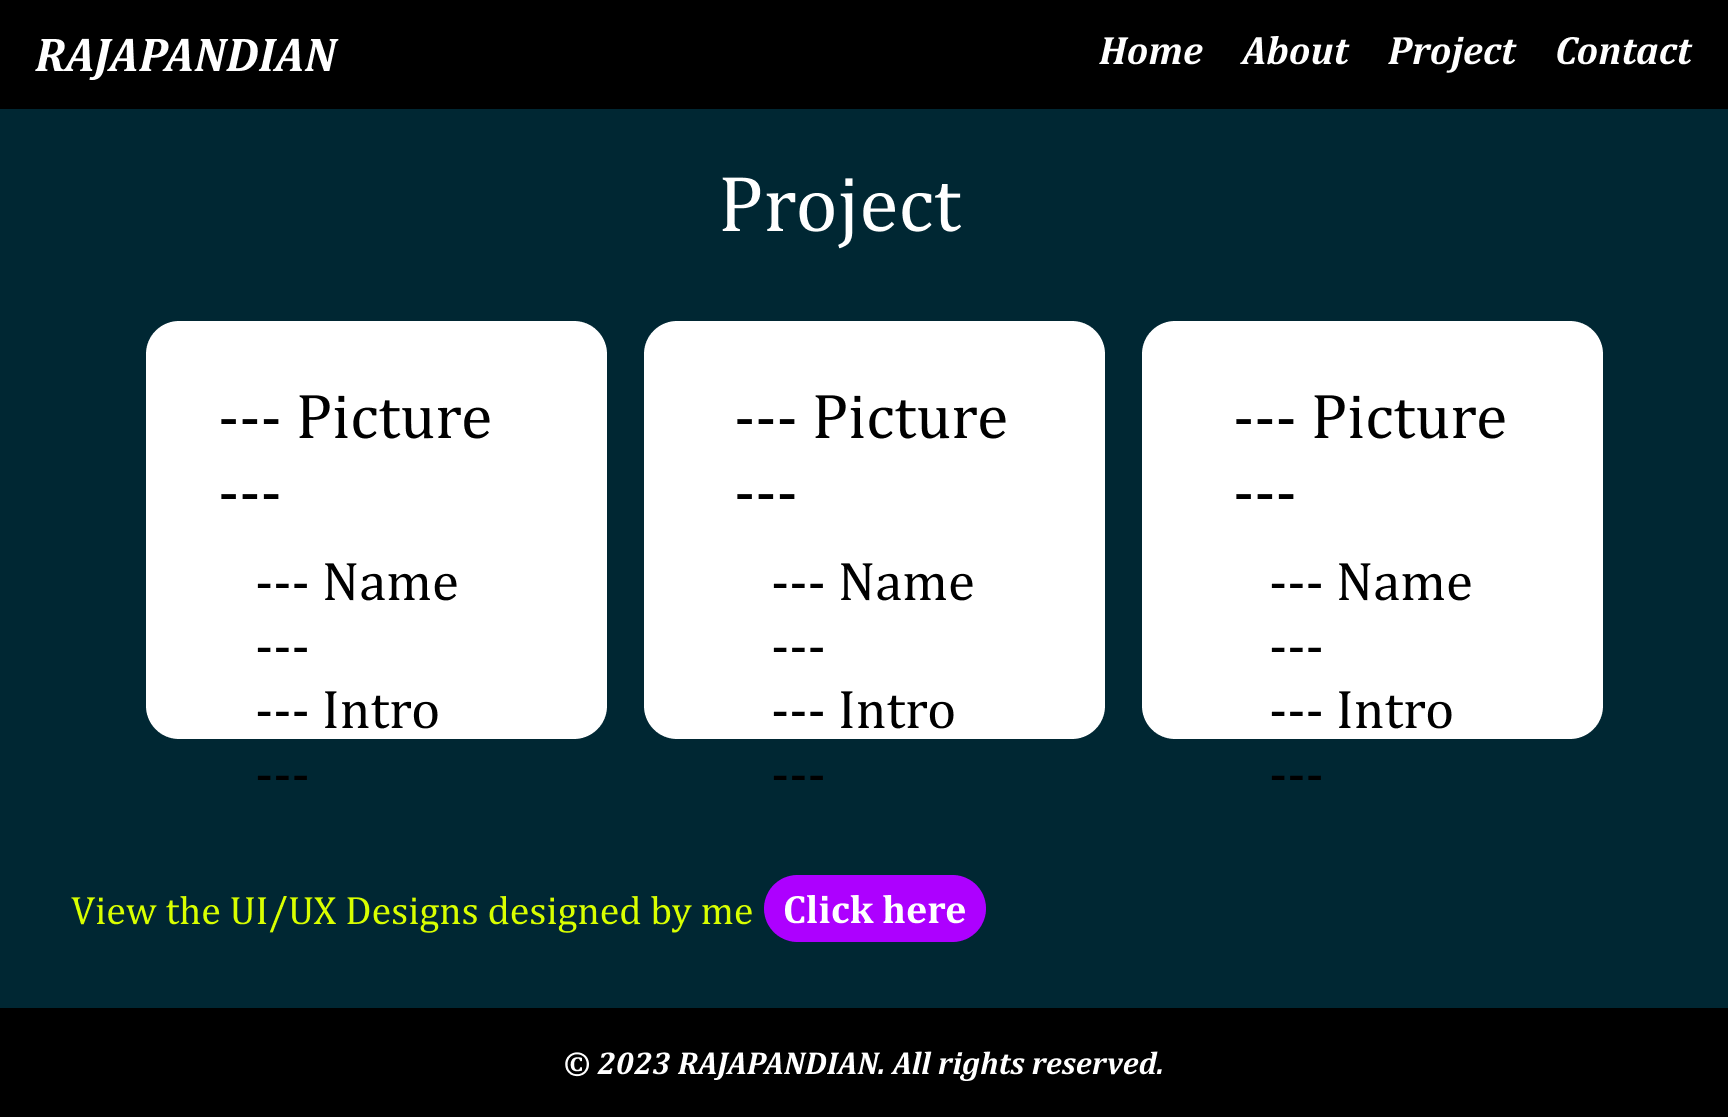 RAJAPANDIAN
Home About Project Contact
Project
--- Picture
---
--- Name
---
--- Intro
---
--- Picture
---
--- Name
---
--- Intro
---
--- Picture
---
--- Name
---
--- Intro
---
View the UI/UX Designs designed by me Click here
© 2023 RAJAPANDIAN. All rights reserved.